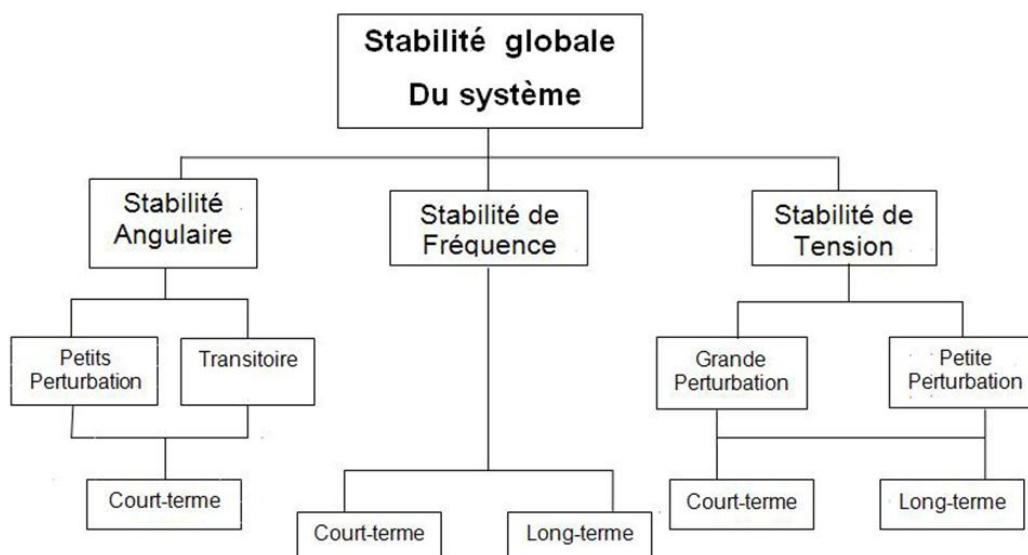 Stabilité globale
Du système
Stabilité
Angulaire
Stabilité de
Fréquence
Stabilité de
Tension
Petits
Perturbation
Transitoire
Grande
Perturbation
Petite
Perturbation
Court-terme
Court-terme
Long-terme
Court-terme
Long-terme